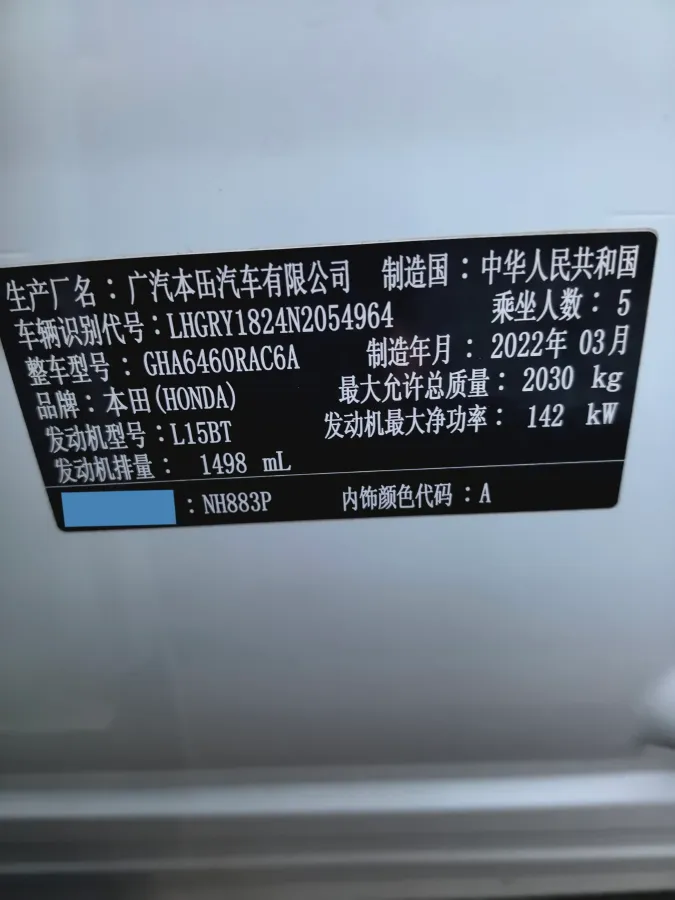 生产厂名：广汽本田汽车有限公司 制造国：中华人民共和国
车辆识别代号：LHGRY1824N2054964 乘坐人数：5
整车型号：GHA6460RAC6A 制造年月：2022年 03月
品牌：本田(HONDA) 最大允许总质量：2030 kg
发动机型号：L15BT 发动机最大净功率：142 kW
发动机排量：1498 mL
：NH883P 内饰颜色代码：A